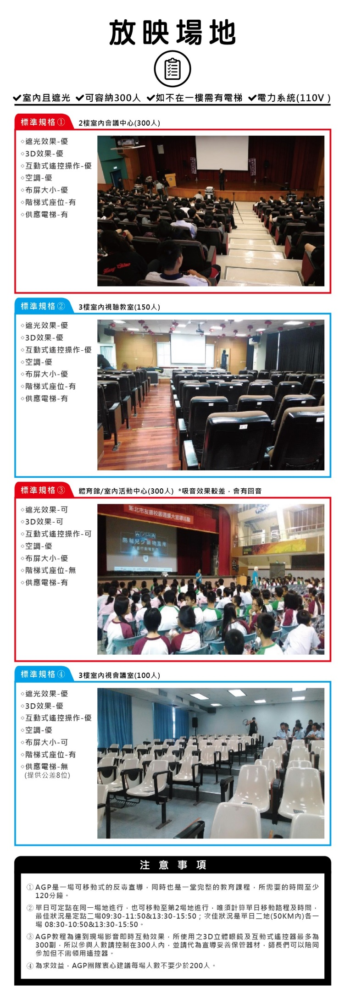 放映場地
✔室內且遮光 ✔可容納300人 ✔如不在一樓需有電梯 ✔電力系統(110V)
標準規格① 2樓室內會議中心(300人)
◇遮光效果-優
◇3D效果-優
◇互動式遙控操作-優
◇空調-優
◇布屏大小-優
◇階梯式座位-有
◇供應電梯-有
標準規格② 3樓室內視聽教室(150人)
◇遮光效果-優
◇3D效果-優
◇互動式遙控操作-優
◇空調-優
◇布屏大小-優
◇階梯式座位-有
◇供應電梯-有
標準規格③ 體育館/室內活動中心(300人) *吸音效果較差，會有回音
◇遮光效果-可
◇3D效果-可
◇互動式遙控操作-可
◇空調-優
◇布屏大小-優
◇階梯式座位-無
◇供應電梯-有
新北市友善校園週擴大宣導活動
防制兒少藥物濫用
標準規格④ 3樓室內視會議室(100人)
◇遮光效果-優
◇3D效果-優
◇互動式遙控操作-優
◇空調-優
◇布屏大小-可
◇階梯式座位-有
◇供應電梯-無
(提供公差8位)
注意事項
① AGP是一場可移動式的反毒宣導，同時也是一堂完整的教育課程，所需要的時間至少
120分鐘。
② 單日可定點在同一場地進行，也可移動至第2場地進行，唯須計算單日移動路程及時間，
最佳狀況是定點二場09:30-11:50&13:30-15:50；次佳狀況是單日二地(50KM內)各一
場 08:30-10:50&13:30-15:50。
③ AGP教程為達到現場影音即時互動效果，所使用之3D立體眼鏡及互動式遙控器最多為
300副，所以參與人數請控制在300人內，並請代為宣導妥善保管器材，師長們可以陪同
參加但不需領用遙控器。
④ 為求效益，AGP團隊衷心建議每場人數不要少於200人。